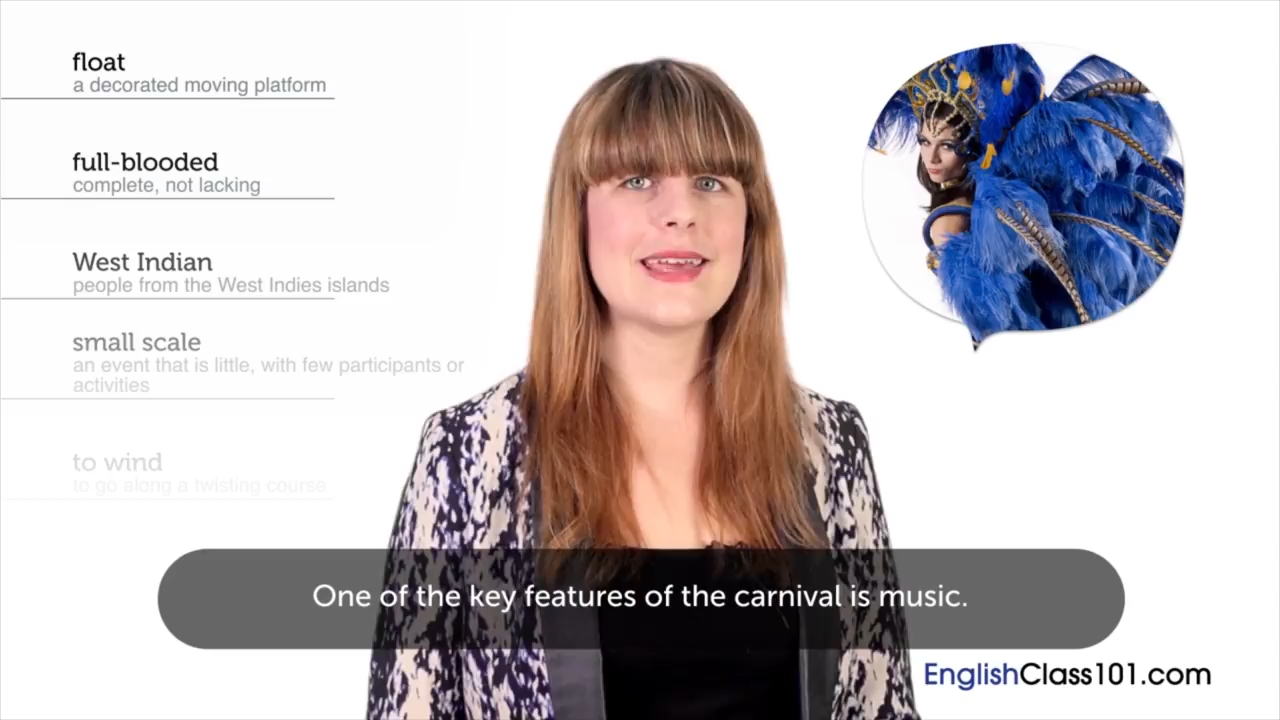 float
a decorated moving platform
full-blooded
complete, not lacking
West Indian
people from the West Indies islands
small scale
an event that is little, with few participants or
activities
to wind
to go along a twisting course
One of the key features of the carnival is music.
EnglishClass101.com